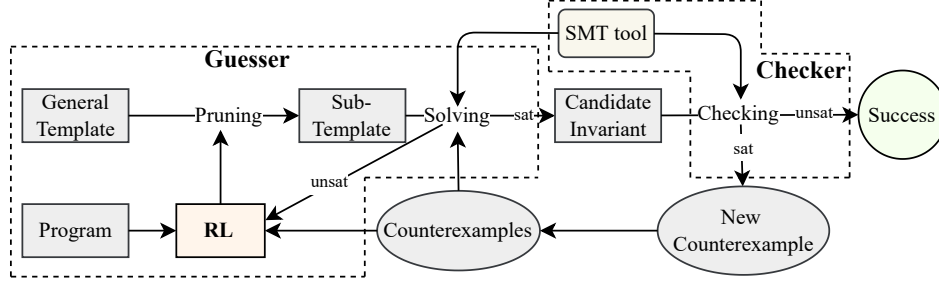 SMT tool
Guesser
Checker
General
Template
Pruning
Sub-
Template
Solving
sat
Candidate
Invariant
Checking
unsat
Success
sat
unsat
Program
RL
Counterexamples
New
Counterexample